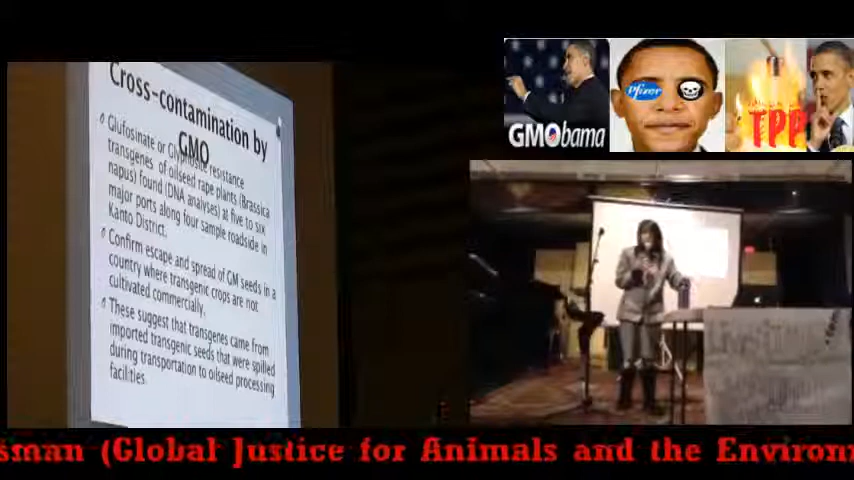 Cross-contamination by
GMO
Glufosinate or Glyphosate resistance
transgenes of oilseed rape plants (Brassica
napus) found (DNA analyses) at five to six
major ports along four sample roadside in
Kanto District.
Confirm escape and spread of GM seeds in a
country where transgenic crops are not
cultivated commercially.
These suggest that transgenes came from
imported transgenic seeds that were spilled
during transportation to oilseed processing
facilities.
GMObama
Pfizer
TPP
sman (Global Justice for Animals and the Environm